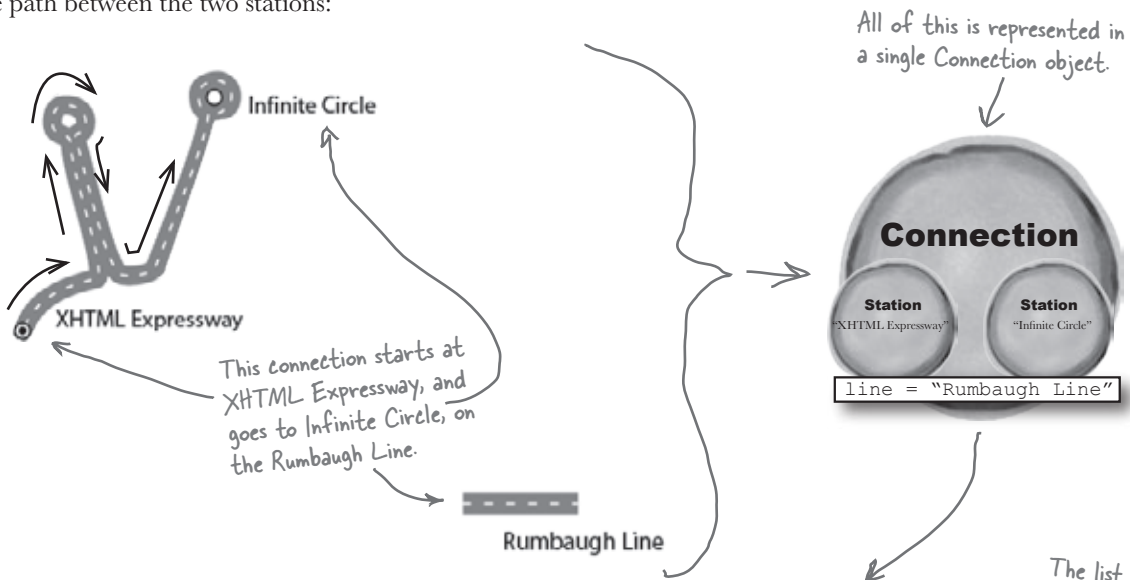 e path between the two stations:
All of this is represented in
a single Connection object.
Infinite Circle
XHTML Expressway
This connection starts at
XHTML Expressway, and
goes to Infinite Circle, on
the Rumbaugh Line.
Rumbaugh Line
Connection
Station
"XHTML Expressway"
Station
"Infinite Circle"
line = "Rumbaugh Line"
The list